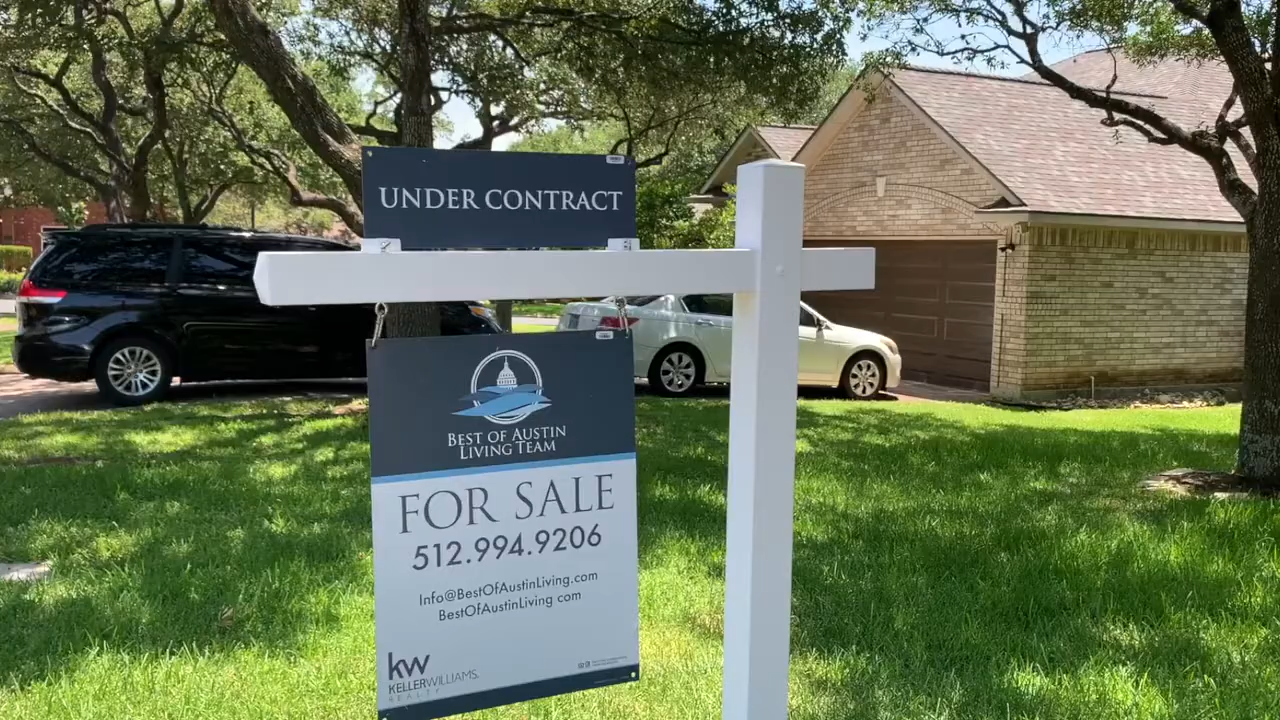 UNDER CONTRACT
BEST OF AUSTIN
LIVING TEAM
FOR SALE
512.994.9206
Info@BestOfAustinLiving.com
BestOfAustinLiving com
kw
KELLERWILLIAMS.
REALTY